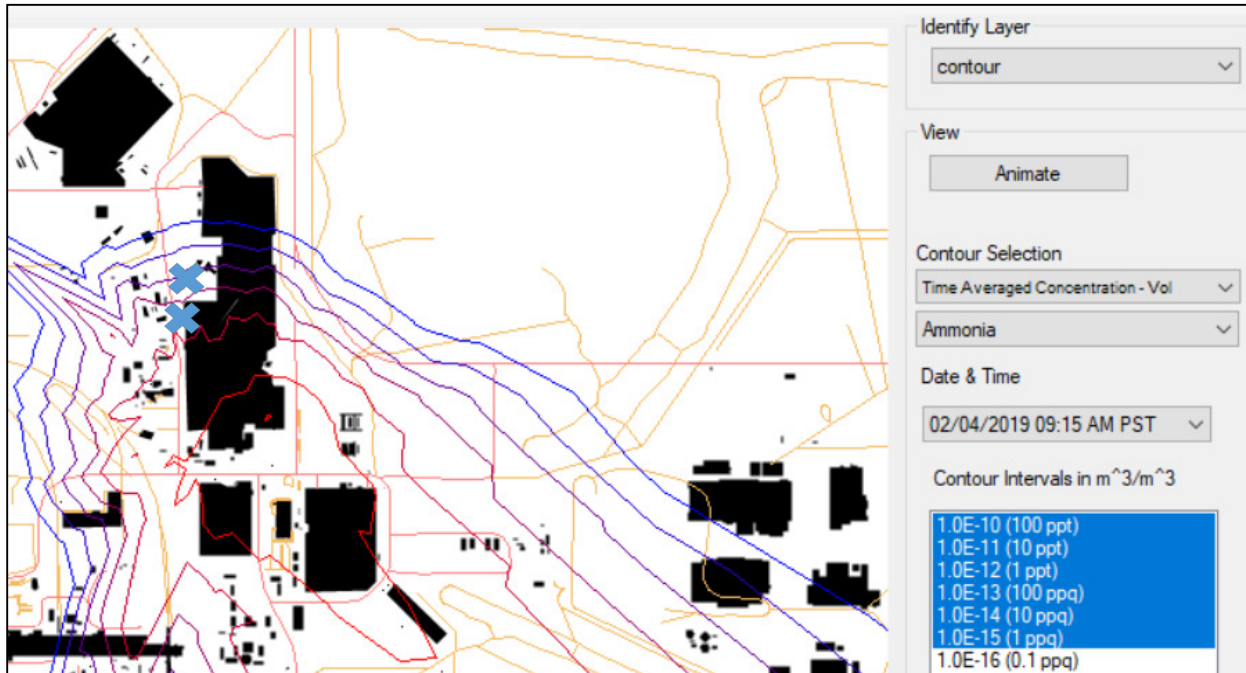 Identify Layer
contour
View
Animate
Contour Selection
Time Averaged Concentration - Vol
Ammonia
Date & Time
02/04/2019 09:15 AM PST
Contour Intervals in m^3/m^3
1.0E-10 (100 ppt)
1.0E-11 (10 ppt)
1.0E-12 (1 ppt)
1.0E-13 (100 ppq)
1.0E-14 (10 ppq)
1.0E-15 (1 ppq)
1.0E-16 (0.1 ppq)